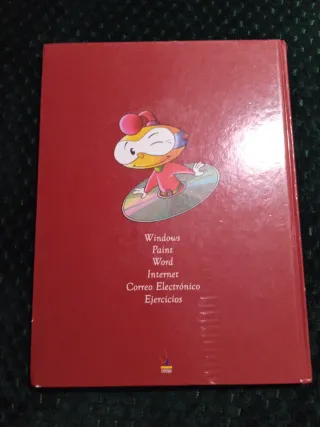 Windows
Paint
Word
Internet
Correo Electrónico
Ejercicios